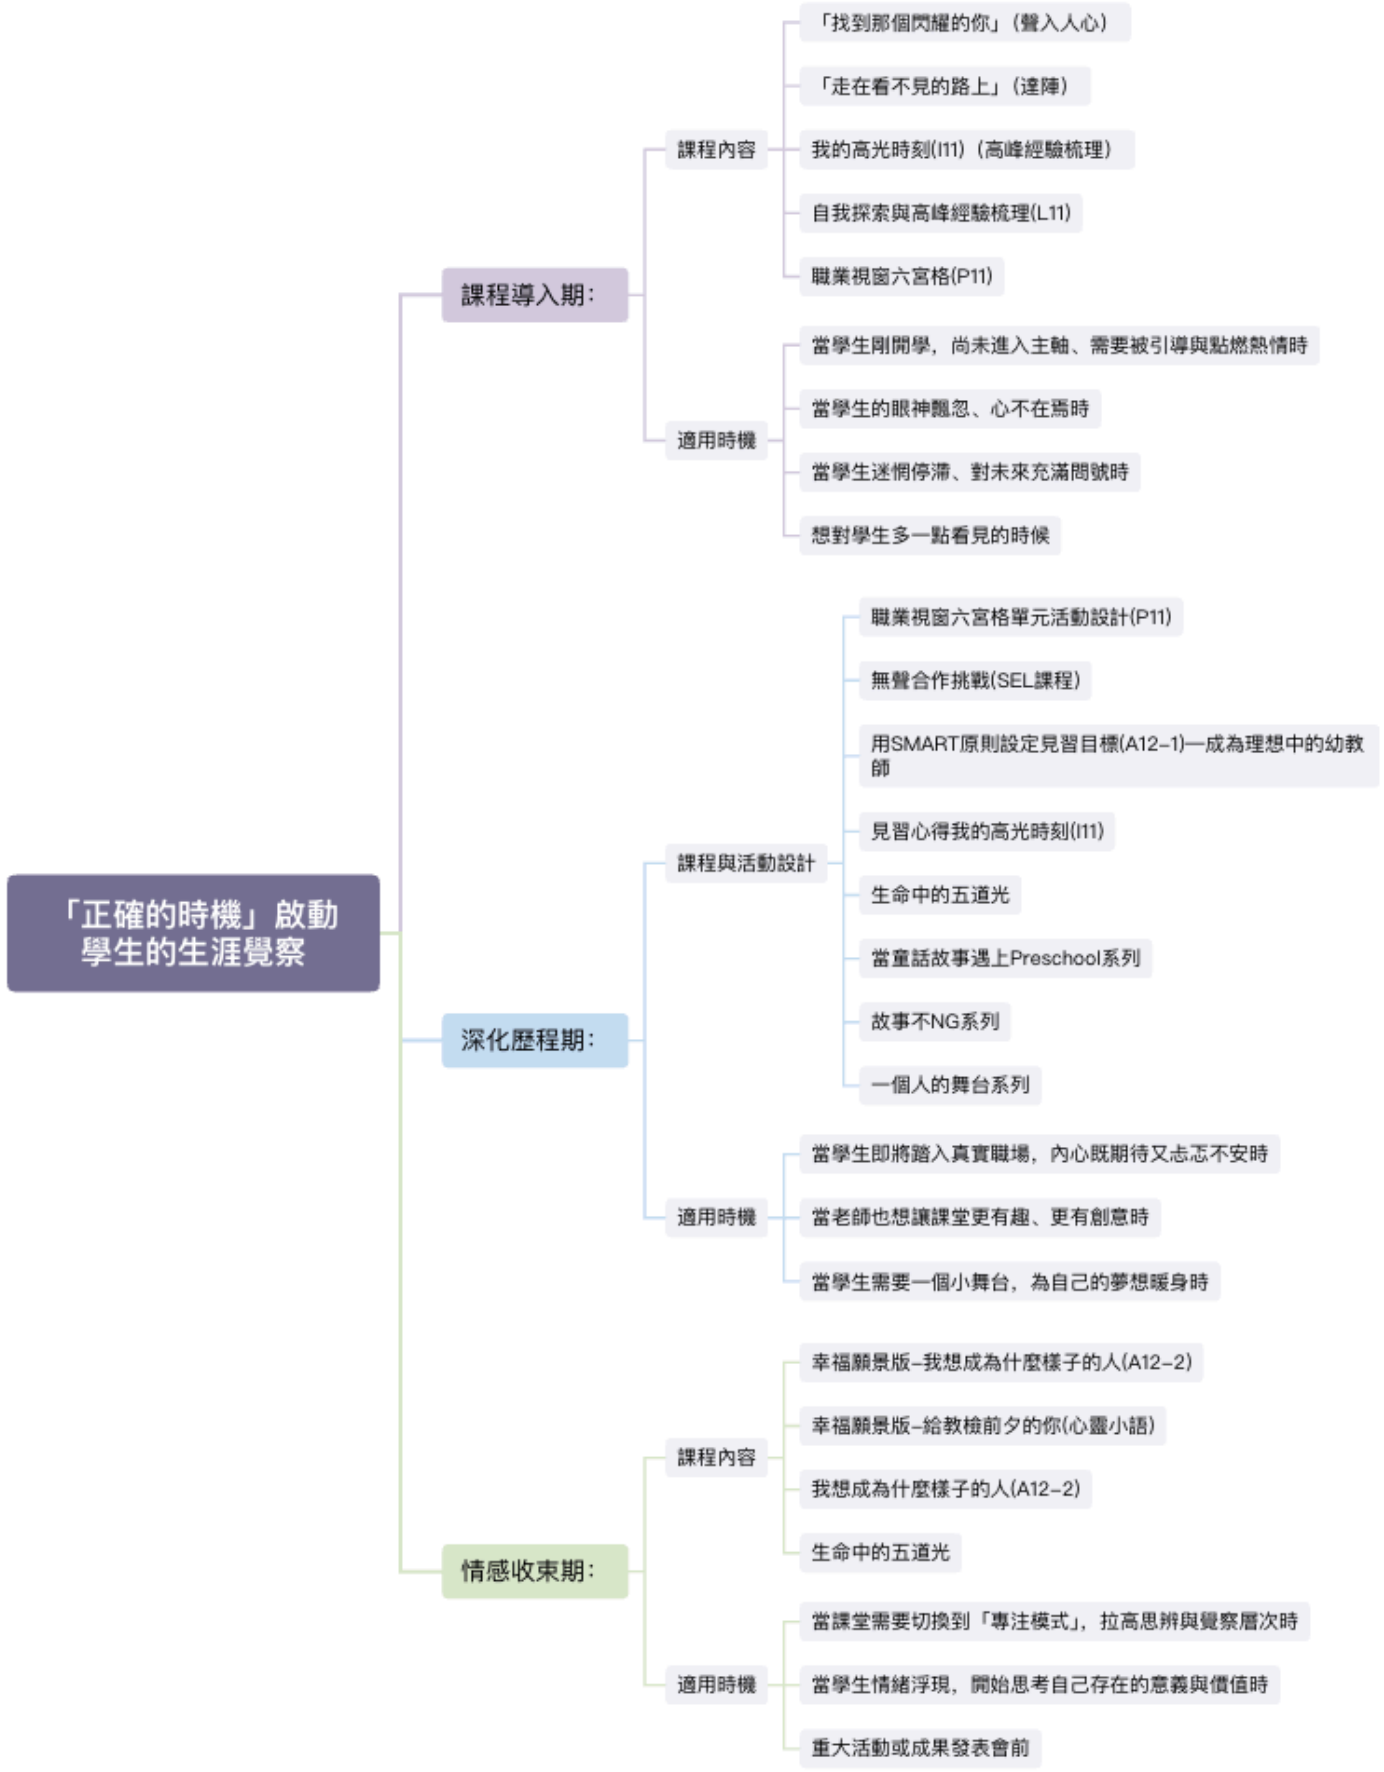 「正確的時機」啟動
學生的生涯覺察
課程導入期：
課程內容
「找到那個閃耀的你」（聲入人心）
「走在看不見的路上」（達陣）
我的高光時刻(I11)（高峰經驗梳理）
自我探索與高峰經驗梳理(L11)
職業視窗六宮格(P11)
適用時機
當學生剛開學，尚未進入主軸、需要被引導與點燃熱情時
當學生的眼神飄忽、心不在焉時
當學生迷惘停滯、對未來充滿問號時
想對學生多一點看見的時候
深化歷程期：
課程與活動設計
職業視窗六宮格單元活動設計(P11)
無聲合作挑戰(SEL課程)
用SMART原則設定見習目標(A12-1)—成為理想中的幼教
師
見習心得我的高光時刻(I11)
生命中的五道光
當童話故事遇上Preschool系列
故事不NG系列
一個人的舞台系列
適用時機
當學生即將踏入真實職場，內心既期待又忐忑不安時
當老師也想讓課堂更有趣、更有創意時
當學生需要一個小舞台，為自己的夢想暖身時
情感收束期：
課程內容
幸福願景版-我想成為什麼樣子的人(A12-2)
幸福願景版-給教檢前夕的你(心靈小語)
我想成為什麼樣子的人(A12-2)
生命中的五道光
適用時機
當課堂需要切換到「專注模式」，拉高思辨與覺察層次時
當學生情緒浮現，開始思考自己存在的意義與價值時
重大活動或成果發表會前